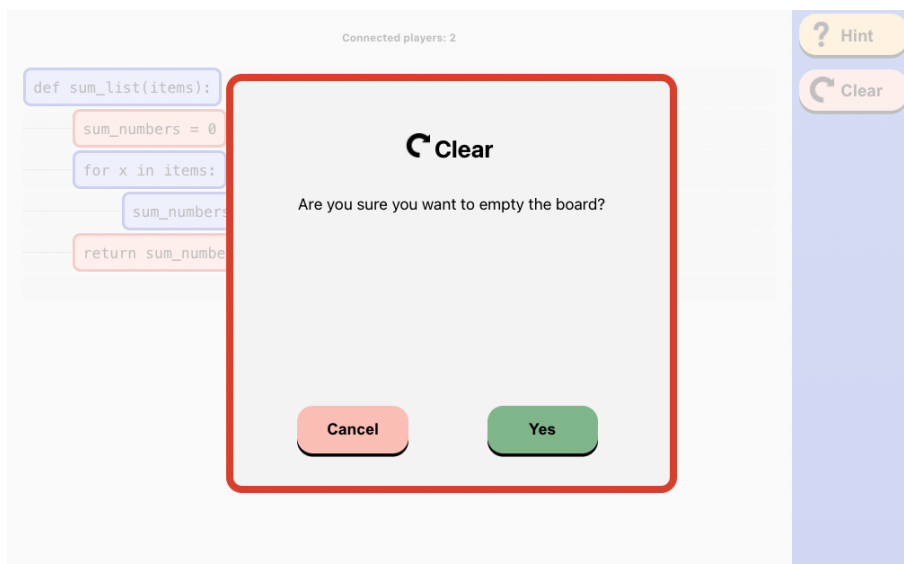 Connected players: 2
? Hint
Clear
def sum_list(items):
sum_numbers = 0
for x in items:
sum_numbers
return sum_numbe
Clear
Are you sure you want to empty the board?
Cancel
Yes